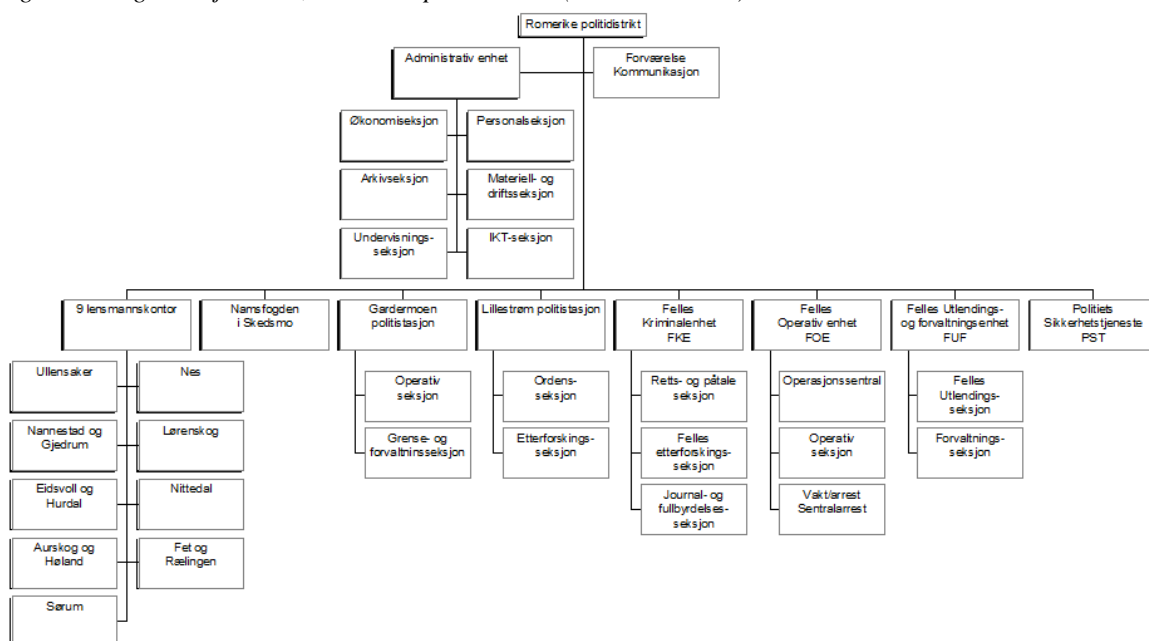 Romerike politidistrikt
Administrativ enhet
Forværelse
Kommunikasjon
Økonomiseksjon
Personalseksjon
Arkivseksjon
Materiell- og
driftsseksjon
Undervisnings-
seksjon
IKT-seksjon
9 lensmannskontor
Namsfogden
i Skedsmo
Gardermoen
politistasjon
Lillestrøm politistasjon
Felles
Kriminalenhet
FKE
Felles
Operativ enhet
FOE
Felles Utlendings-
og forvaltningsenhet
FUF
Politiets
Sikkerhetstjeneste
PST
Ullensaker
Nes
Nannestad og
Gjedrum
Lørenskog
Eidsvoll og
Hurdal
Nittedal
Aurskog og
Høland
Fet og
Rælingen
Sørum
Operativ
seksjon
Grense- og
forvaltninsseksjon
Ordens-
seksjon
Etterforskings-
seksjon
Retts- og påtale
seksjon
Felles
etterforskings-
seksjon
Journal- og
fullbyrdelses-
seksjon
Operasjonssentral
Operativ
seksjon
Vakt/arrest
Sentralarrest
Felles
Utlendings-
seksjon
Forvaltnings-
seksjon